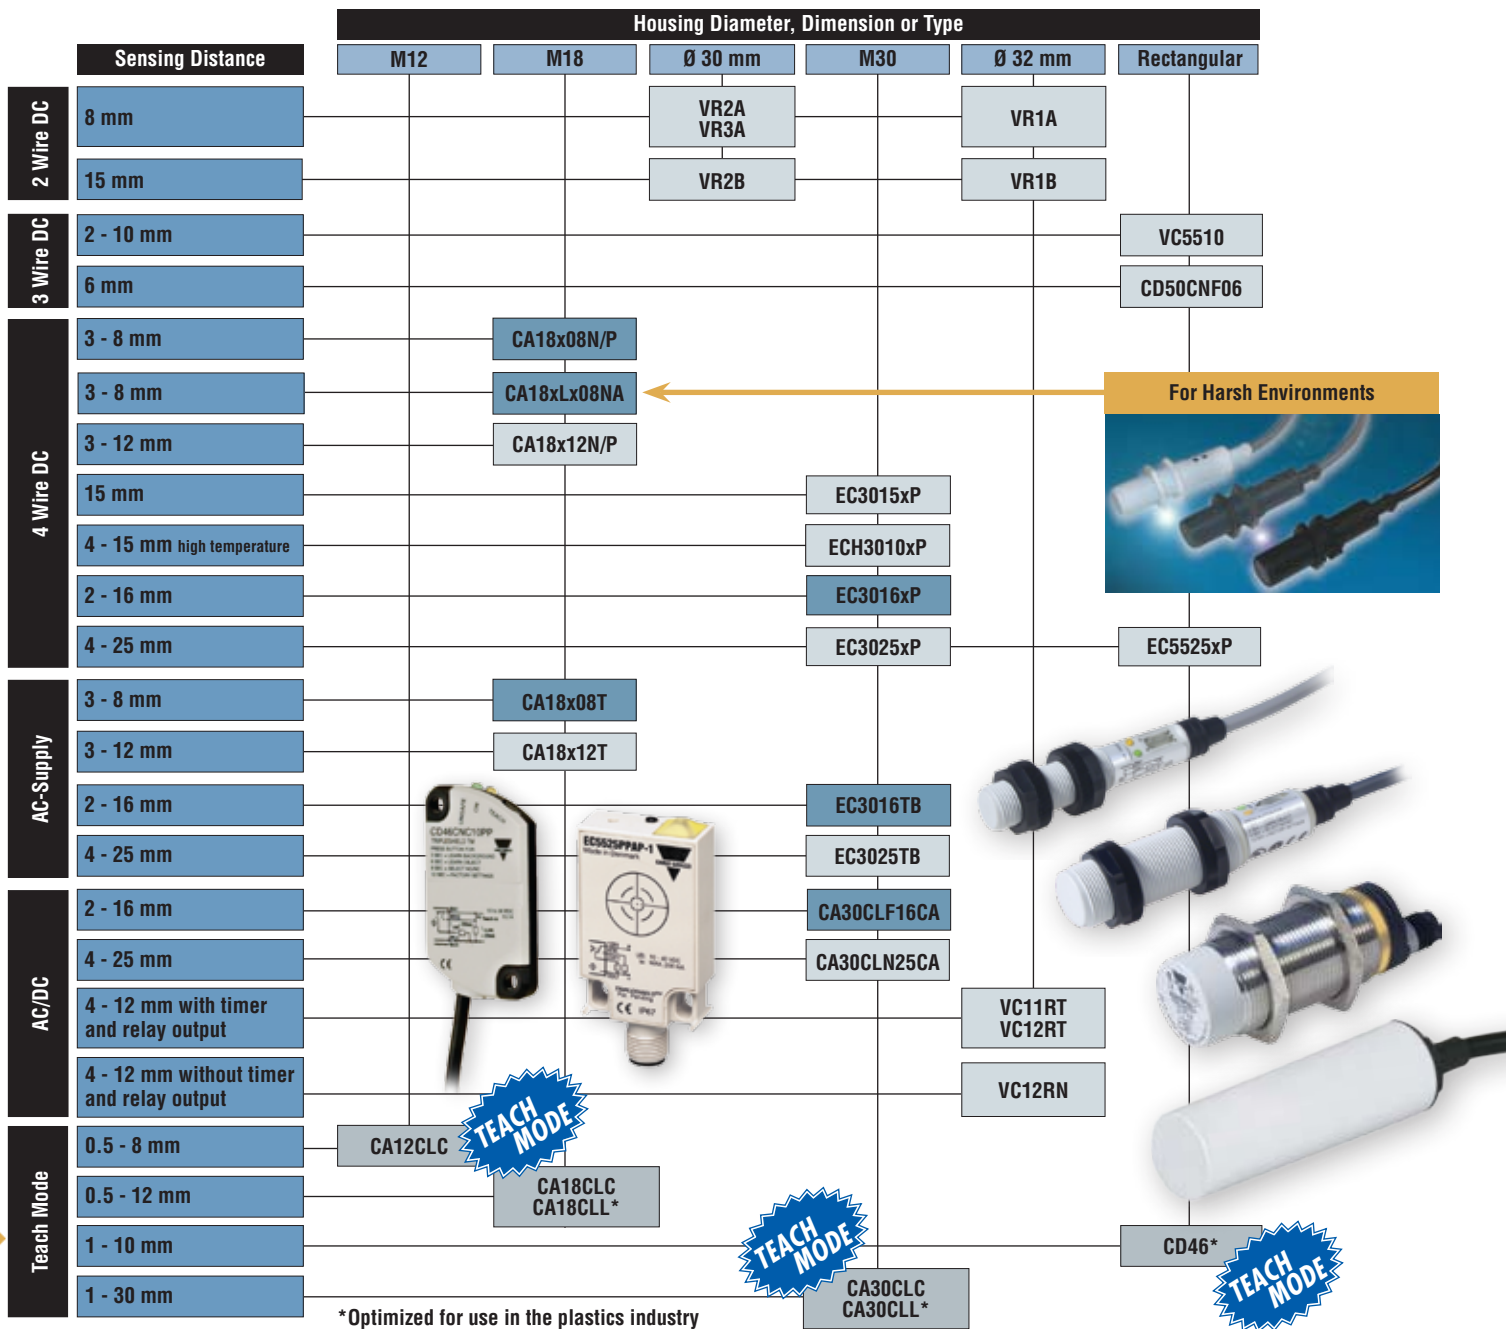 Housing Diameter, Dimension or Type
Sensing Distance
M12
M18
Ø 30 mm
M30
Ø 32 mm
Rectangular
2 Wire DC
8 mm
VR2A
VR3A
VR1A
15 mm
VR2B
VR1B
3 Wire DC
2 - 10 mm
VC5510
6 mm
CD50CNF06
4 Wire DC
3 - 8 mm
CA18x08N/P
3 - 8 mm
CA18xLx08NA
For Harsh Environments
3 - 12 mm
CA18x12N/P
15 mm
EC3015xP
4 - 15 mm high temperature
ECH3010xP
2 - 16 mm
EC3016xP
4 - 25 mm
EC3025xP
EC5525xP
AC-Supply
3 - 8 mm
CA18x08T
3 - 12 mm
CA18x12T
2 - 16 mm
EC3016TB
4 - 25 mm
EC3025TB
CD46CNC10PP
EC5525PPAP-1
Made in Denmark
IP67
AC/DC
2 - 16 mm
CA30CLF16CA
4 - 25 mm
CA30CLN25CA
4 - 12 mm with timer
and relay output
VC11RT
VC12RT
4 - 12 mm without timer
and relay output
VC12RN
Teach Mode
0.5 - 8 mm
CA12CLC
TEACH
MODE
0.5 - 12 mm
CA18CLC
CA18CLL*
1 - 10 mm
TEACH
MODE
CD46*
TEACH
MODE
1 - 30 mm
CA30CLC
CA30CLL*
*Optimized for use in the plastics industry